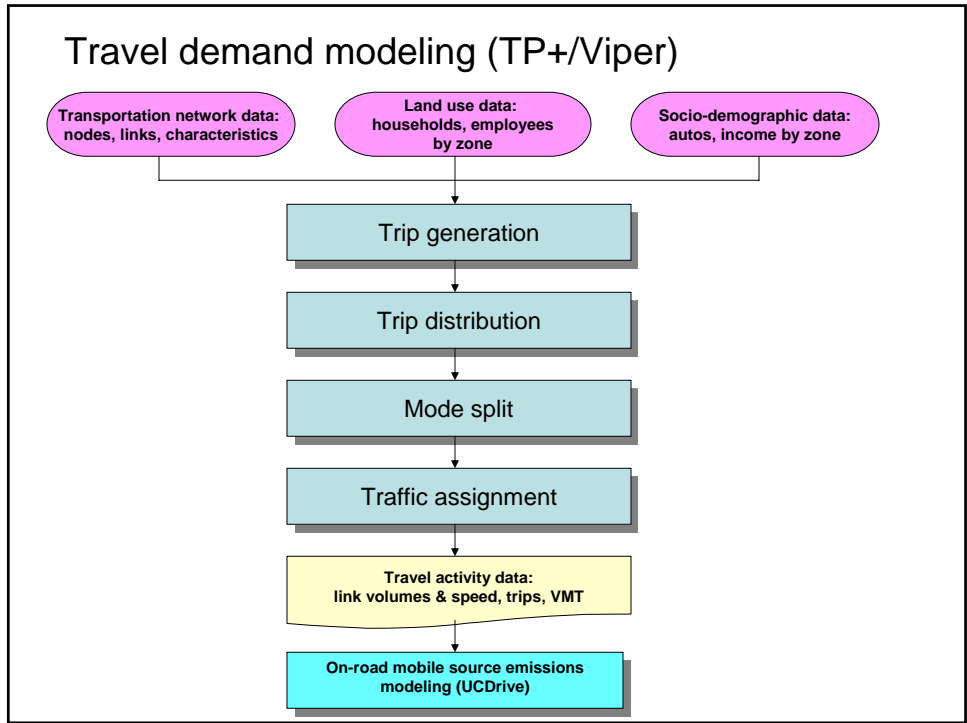 Travel demand modeling (TP+/Viper)
Transportation network data:
nodes, links, characteristics
Land use data:
households, employees
by zone
Socio-demographic data:
autos, income by zone
Trip generation
Trip distribution
Mode split
Traffic assignment
Travel activity data:
link volumes & speed, trips, VMT
On-road mobile source emissions
modeling (UCDrive)